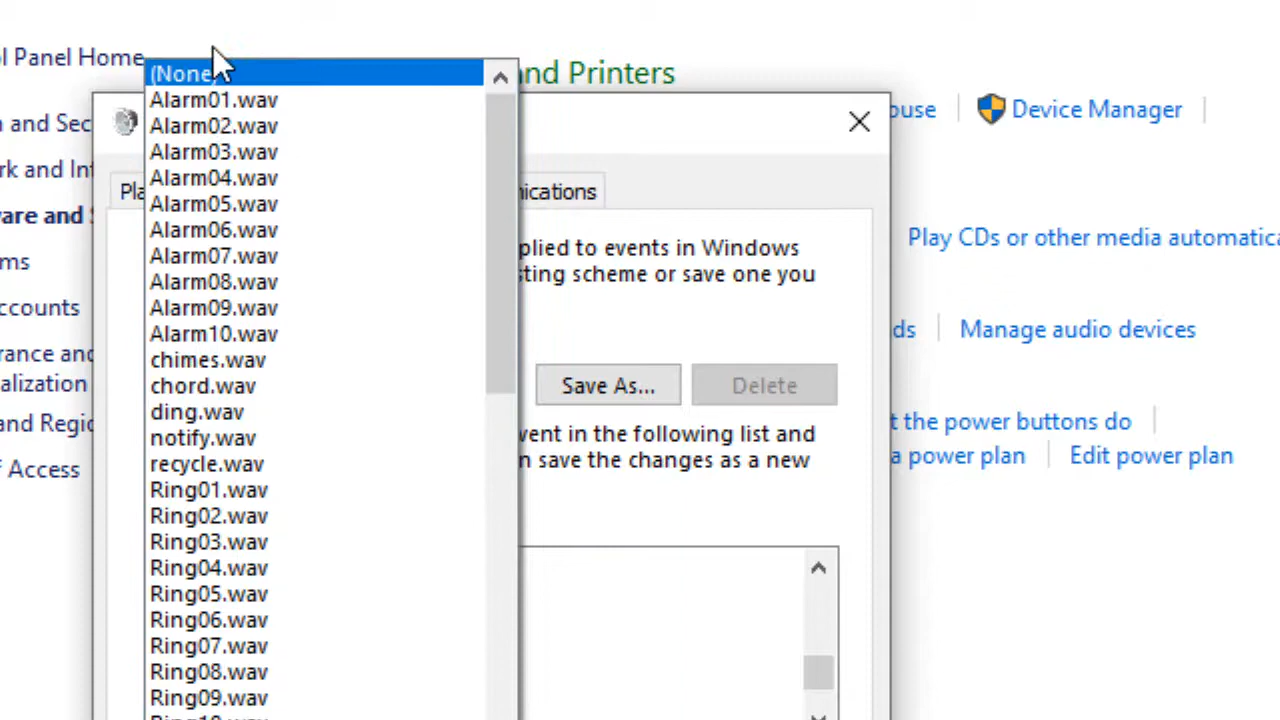 l Panel Home
n and Sec
rk and Int
ware and S
ms
ccounts
rance and
alization
and Regio
f Access
(None)
Alarm01.wav
Alarm02.wav
Alarm03.wav
Alarm04.wav
Alarm05.wav
Alarm06.wav
Alarm07.wav
Alarm08.wav
Alarm09.wav
Alarm10.wav
chimes.wav
chord.wav
ding.wav
notify.wav
recycle.wav
Ring01.wav
Ring02.wav
Ring03.wav
Ring04.wav
Ring05.wav
Ring06.wav
Ring07.wav
Ring08.wav
Ring09.wav
Ring10.wav
Pla
nications
plied to events in Windows
sting scheme or save one you
Save As...
Delete
vent in the following list and
n save the changes as a new
and Printers
ouse
Device Manager
Play CDs or other media automatica
ds
Manage audio devices
t the power buttons do
a power plan
Edit power plan